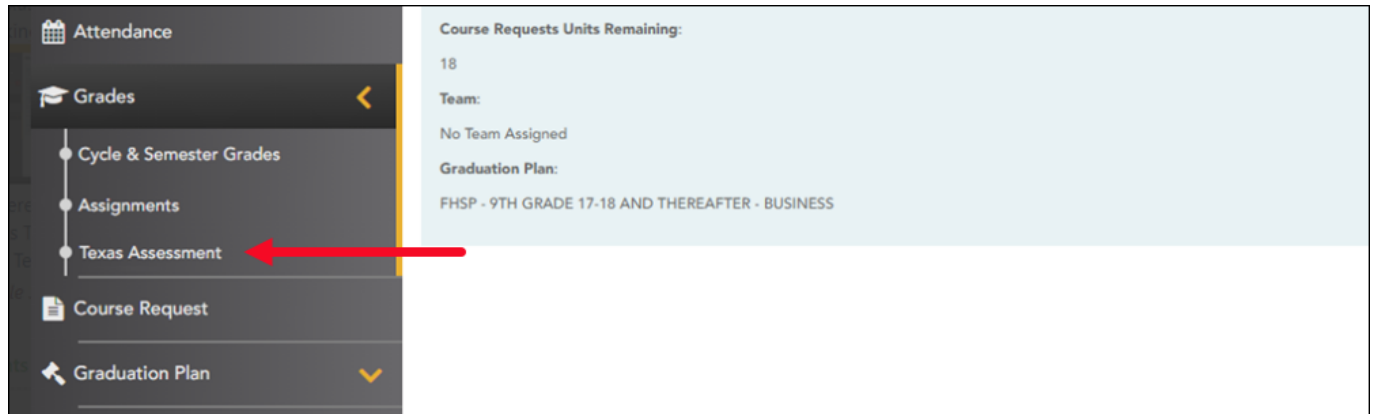 Attendance
Grades
Cycle & Semester Grades
Assignments
Texas Assessment
Course Request
Graduation Plan
Course Requests Units Remaining:
18
Team:
No Team Assigned
Graduation Plan:
FHSP - 9TH GRADE 17-18 AND THEREAFTER - BUSINESS